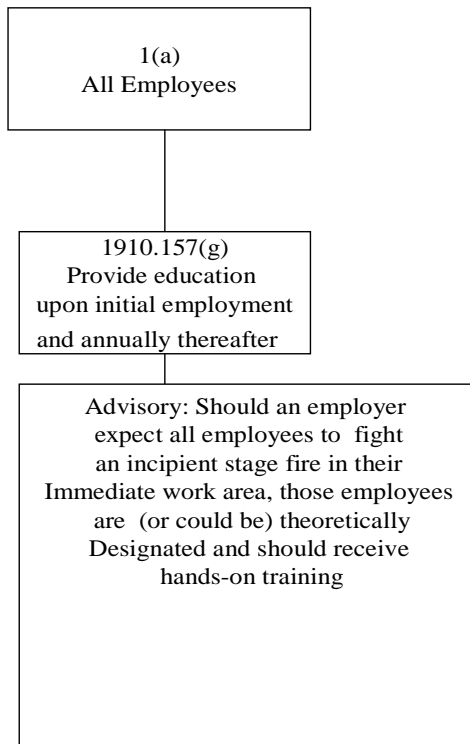 1(a)
All Employees
1910.157(g)
Provide education
upon initial employment
and annually thereafter
Advisory: Should an employer
expect all employees to fight
an incipient stage fire in their
Immediate work area, those employees
are (or could be) theoretically
Designated and should receive
hands-on training